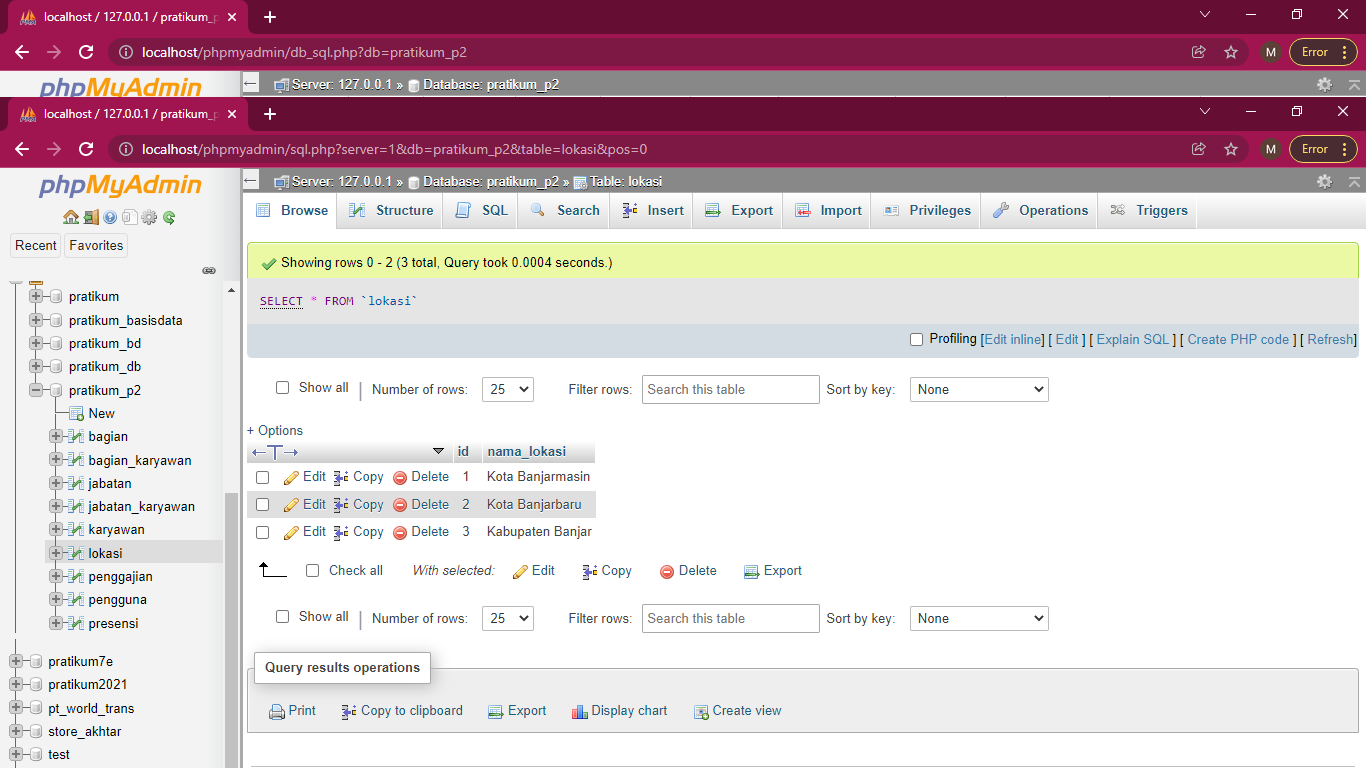 localhost / 127.0.0.1 / pratikum_p
localhost/phpmyadmin/db_sql.php?db=pratikum_p2
M
Error
phpMyAdmin
Server: 127.0.0.1 » Database: pratikum_p2
localhost / 127.0.0.1 / pratikum_p
localhost/phpmyadmin/sql.php?server=1&db=pratikum_p2&table=lokasi&pos=0
M
Error
phpMyAdmin
Server: 127.0.0.1 » Database: pratikum_p2 » Table: lokasi
Browse Structure SQL Search Insert Export Import Privileges Operations Triggers
Recent Favorites
pratikum
pratikum_basisdata
pratikum_bd
pratikum_db
pratikum_p2
New
bagian
bagian_karyawan
jabatan
jabatan_karyawan
karyawan
lokasi
penggajian
pengguna
presensi
pratikum7e
pratikum2021
pt_world_trans
store_akhtar
test
Showing rows 0 - 2 (3 total, Query took 0.0004 seconds.)
SELECT * FROM `lokasi`
Profiling [Edit inline] [ Edit ] [ Explain SQL ] [ Create PHP code ] [ Refresh]
Show all | Number of rows: 25 Filter rows: Search this table Sort by key: None
+ Options
←T→ id nama_lokasi
Edit Copy Delete 1 Kota Banjarmasin
Edit Copy Delete 2 Kota Banjarbaru
Edit Copy Delete 3 Kabupaten Banjar
Check all With selected: Edit Copy Delete Export
Show all | Number of rows: 25 Filter rows: Search this table Sort by key: None
Query results operations
Print Copy to clipboard Export Display chart Create view